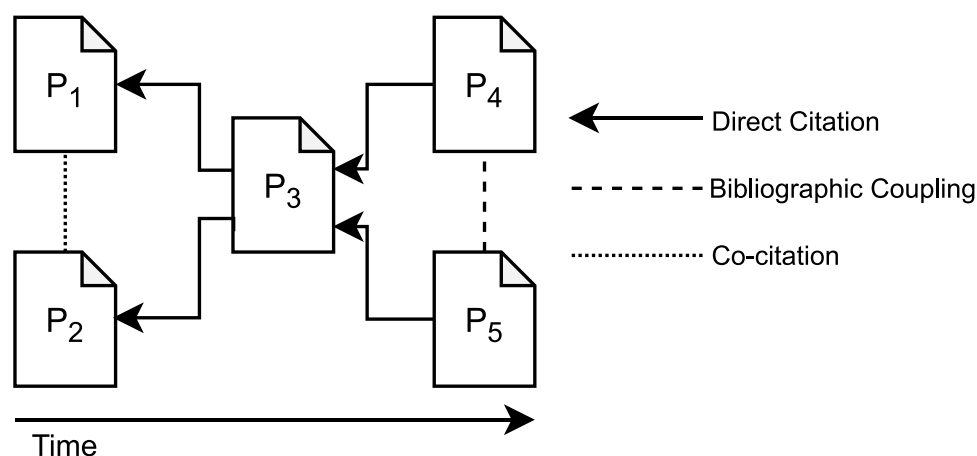 P1
P4
Direct Citation
P3
Bibliographic Coupling
Co-citation
P2
P5
Time